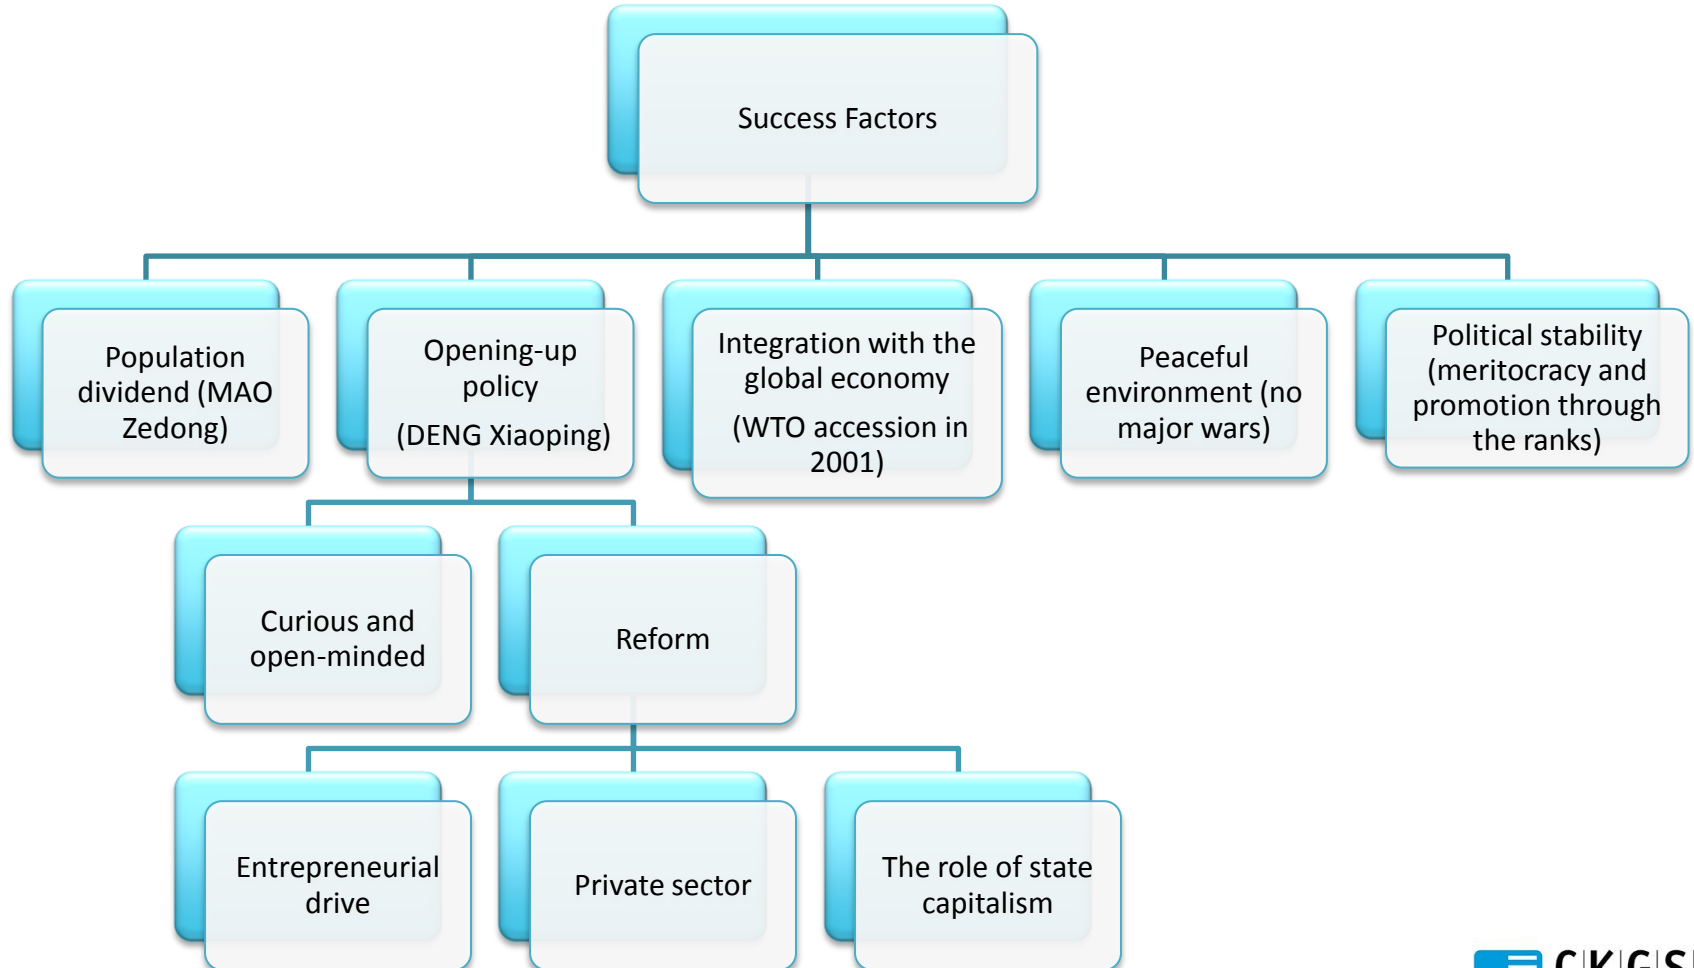 Success Factors
Population
dividend (MAO
Zedong)
Opening-up
policy
(DENG Xiaoping)
Integration with the
global economy
(WTO accession in
2001)
Peaceful
environment (no
major wars)
Political stability
(meritocracy and
promotion through
the ranks)
Curious and
open-minded
Reform
Entrepreneurial
drive
Private sector
The role of state
capitalism